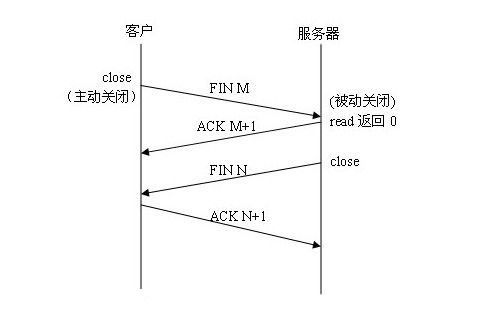 客户
服务器
close
（主动关闭）
FIN M
(被动关闭)
read 返回 0
ACK M+1
FIN N
close
ACK N+1